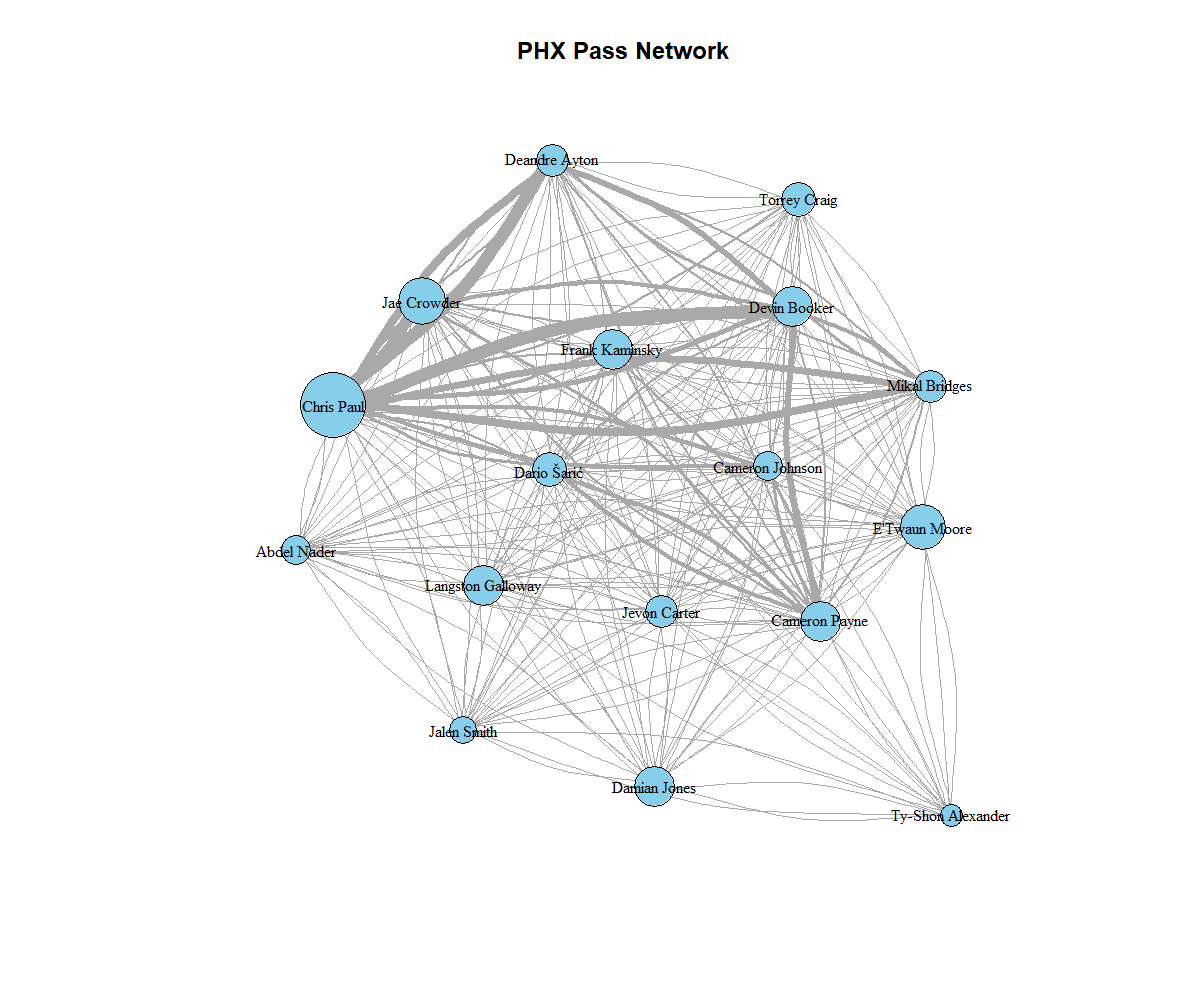 PHX Pass Network
Deandre Ayton
Torrey Craig
Jae Crowder
Devin Booker
Frank Kaminsky
Mikal Bridges
Chris Paul
Dario Šarić
Cameron Johnson
E'Twaun Moore
Abdel Nader
Langston Galloway
Jevon Carter
Cameron Payne
Jalen Smith
Damian Jones
Ty-Shon Alexander